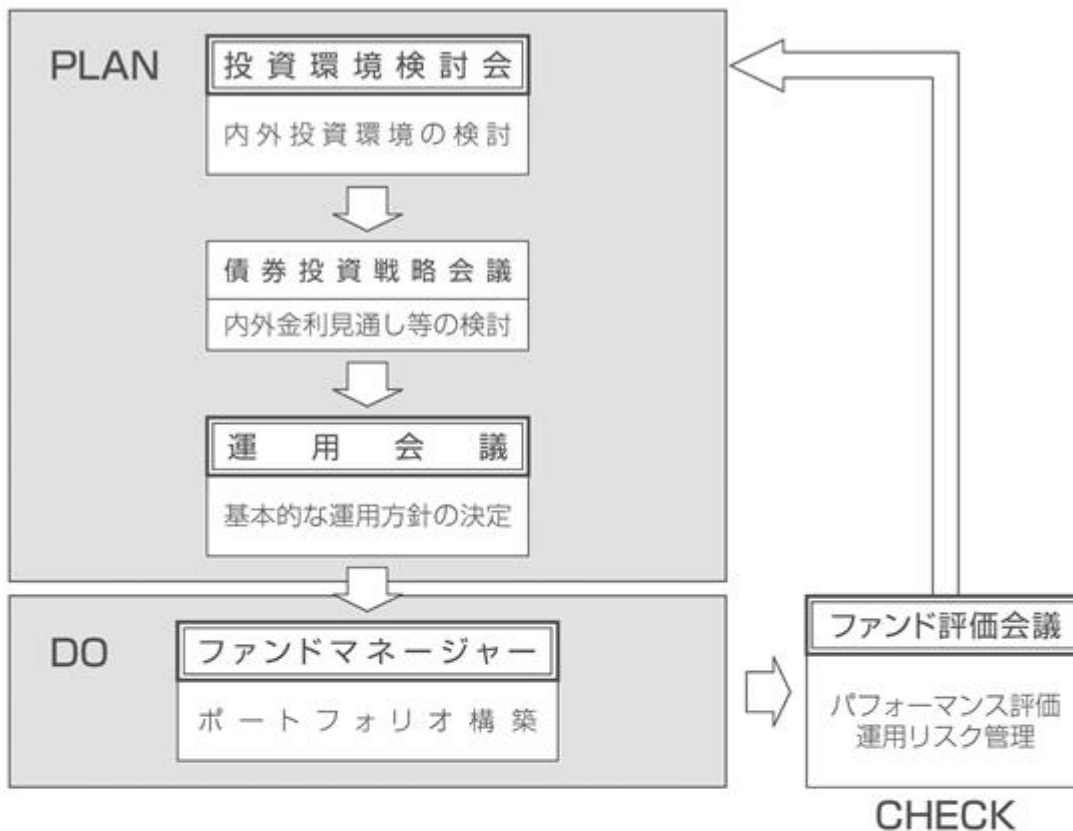 PLAN
投資環境検討会
内外投資環境の検討
債券投資戦略会議
内外金利見通し等の検討
運用会議
基本的な運用方針の決定
DO
ファンドマネージャー
ポートフォリオ構築
ファンド評価会議
パフォーマンス評価
運用リスク管理
CHECK